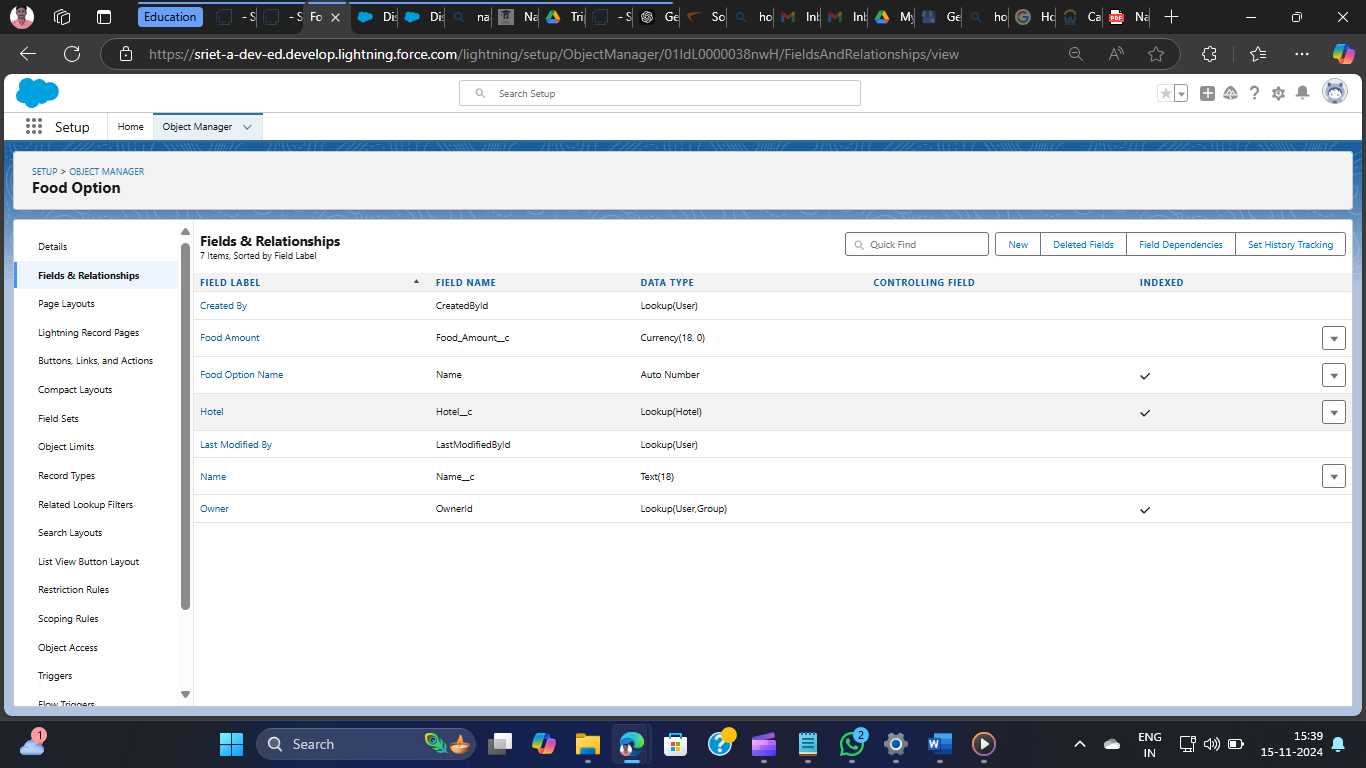 Education
- S
- S
Fo
Di
Di
na
Na
Tri
- S
Ge
So
ho
Inb
Inb
My
Ge
ho
Ho
Ca
Na
https://sriet-a-dev-ed.develop.lightning.force.com/lightning/setup/ObjectManager/01IdL0000038nwH/FieldsAndRelationships/view
Search Setup
Setup Home Object Manager
SETUP > OBJECT MANAGER
Food Option
Details
Fields & Relationships
Page Layouts
Lightning Record Pages
Buttons, Links, and Actions
Compact Layouts
Field Sets
Object Limits
Record Types
Related Lookup Filters
Search Layouts
List View Button Layout
Restriction Rules
Scoping Rules
Object Access
Triggers
Flow Triggers
Fields & Relationships
7 Items, Sorted by Field Label
Quick Find
New Deleted Fields Field Dependencies Set History Tracking
FIELD LABEL FIELD NAME DATA TYPE CONTROLLING FIELD INDEXED
Created By CreatedById Lookup(User)
Food Amount Food_Amount__c Currency(18, 0)
Food Option Name Name Auto Number
Hotel Hotel__c Lookup(Hotel)
Last Modified By LastModifiedById Lookup(User)
Name Name__c Text(18)
Owner OwnerId Lookup(User,Group)
1
Search
2
ENG
IN
15:39
15-11-2024